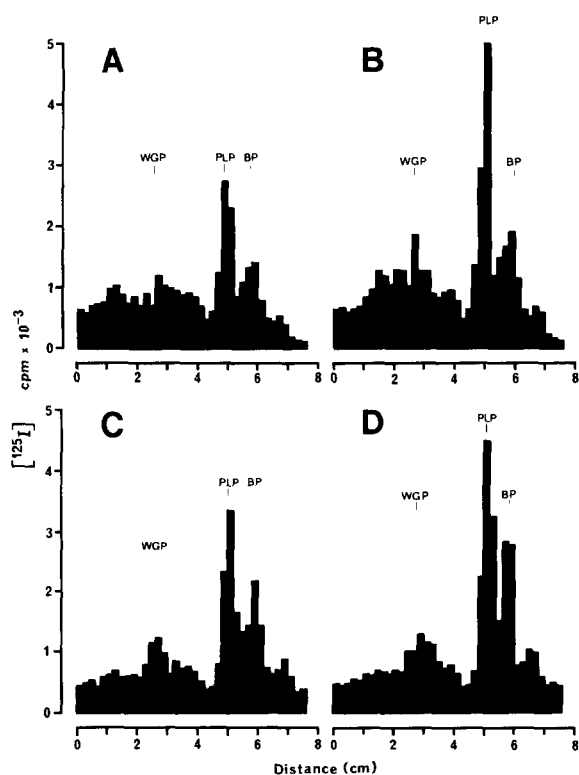 PLP
5
A
B
4
WGP
PLP BP
WGP
BP
3
2
1
0
0 2 4 6 8
0 2 4 6 8
cpm x 10-3
[125I]
5
C
D
PLP
4
PLP BP
WGP
BP
3
WGP
2
1
0
0 2 4 6 8
0 2 4 6 8
Distance (cm)